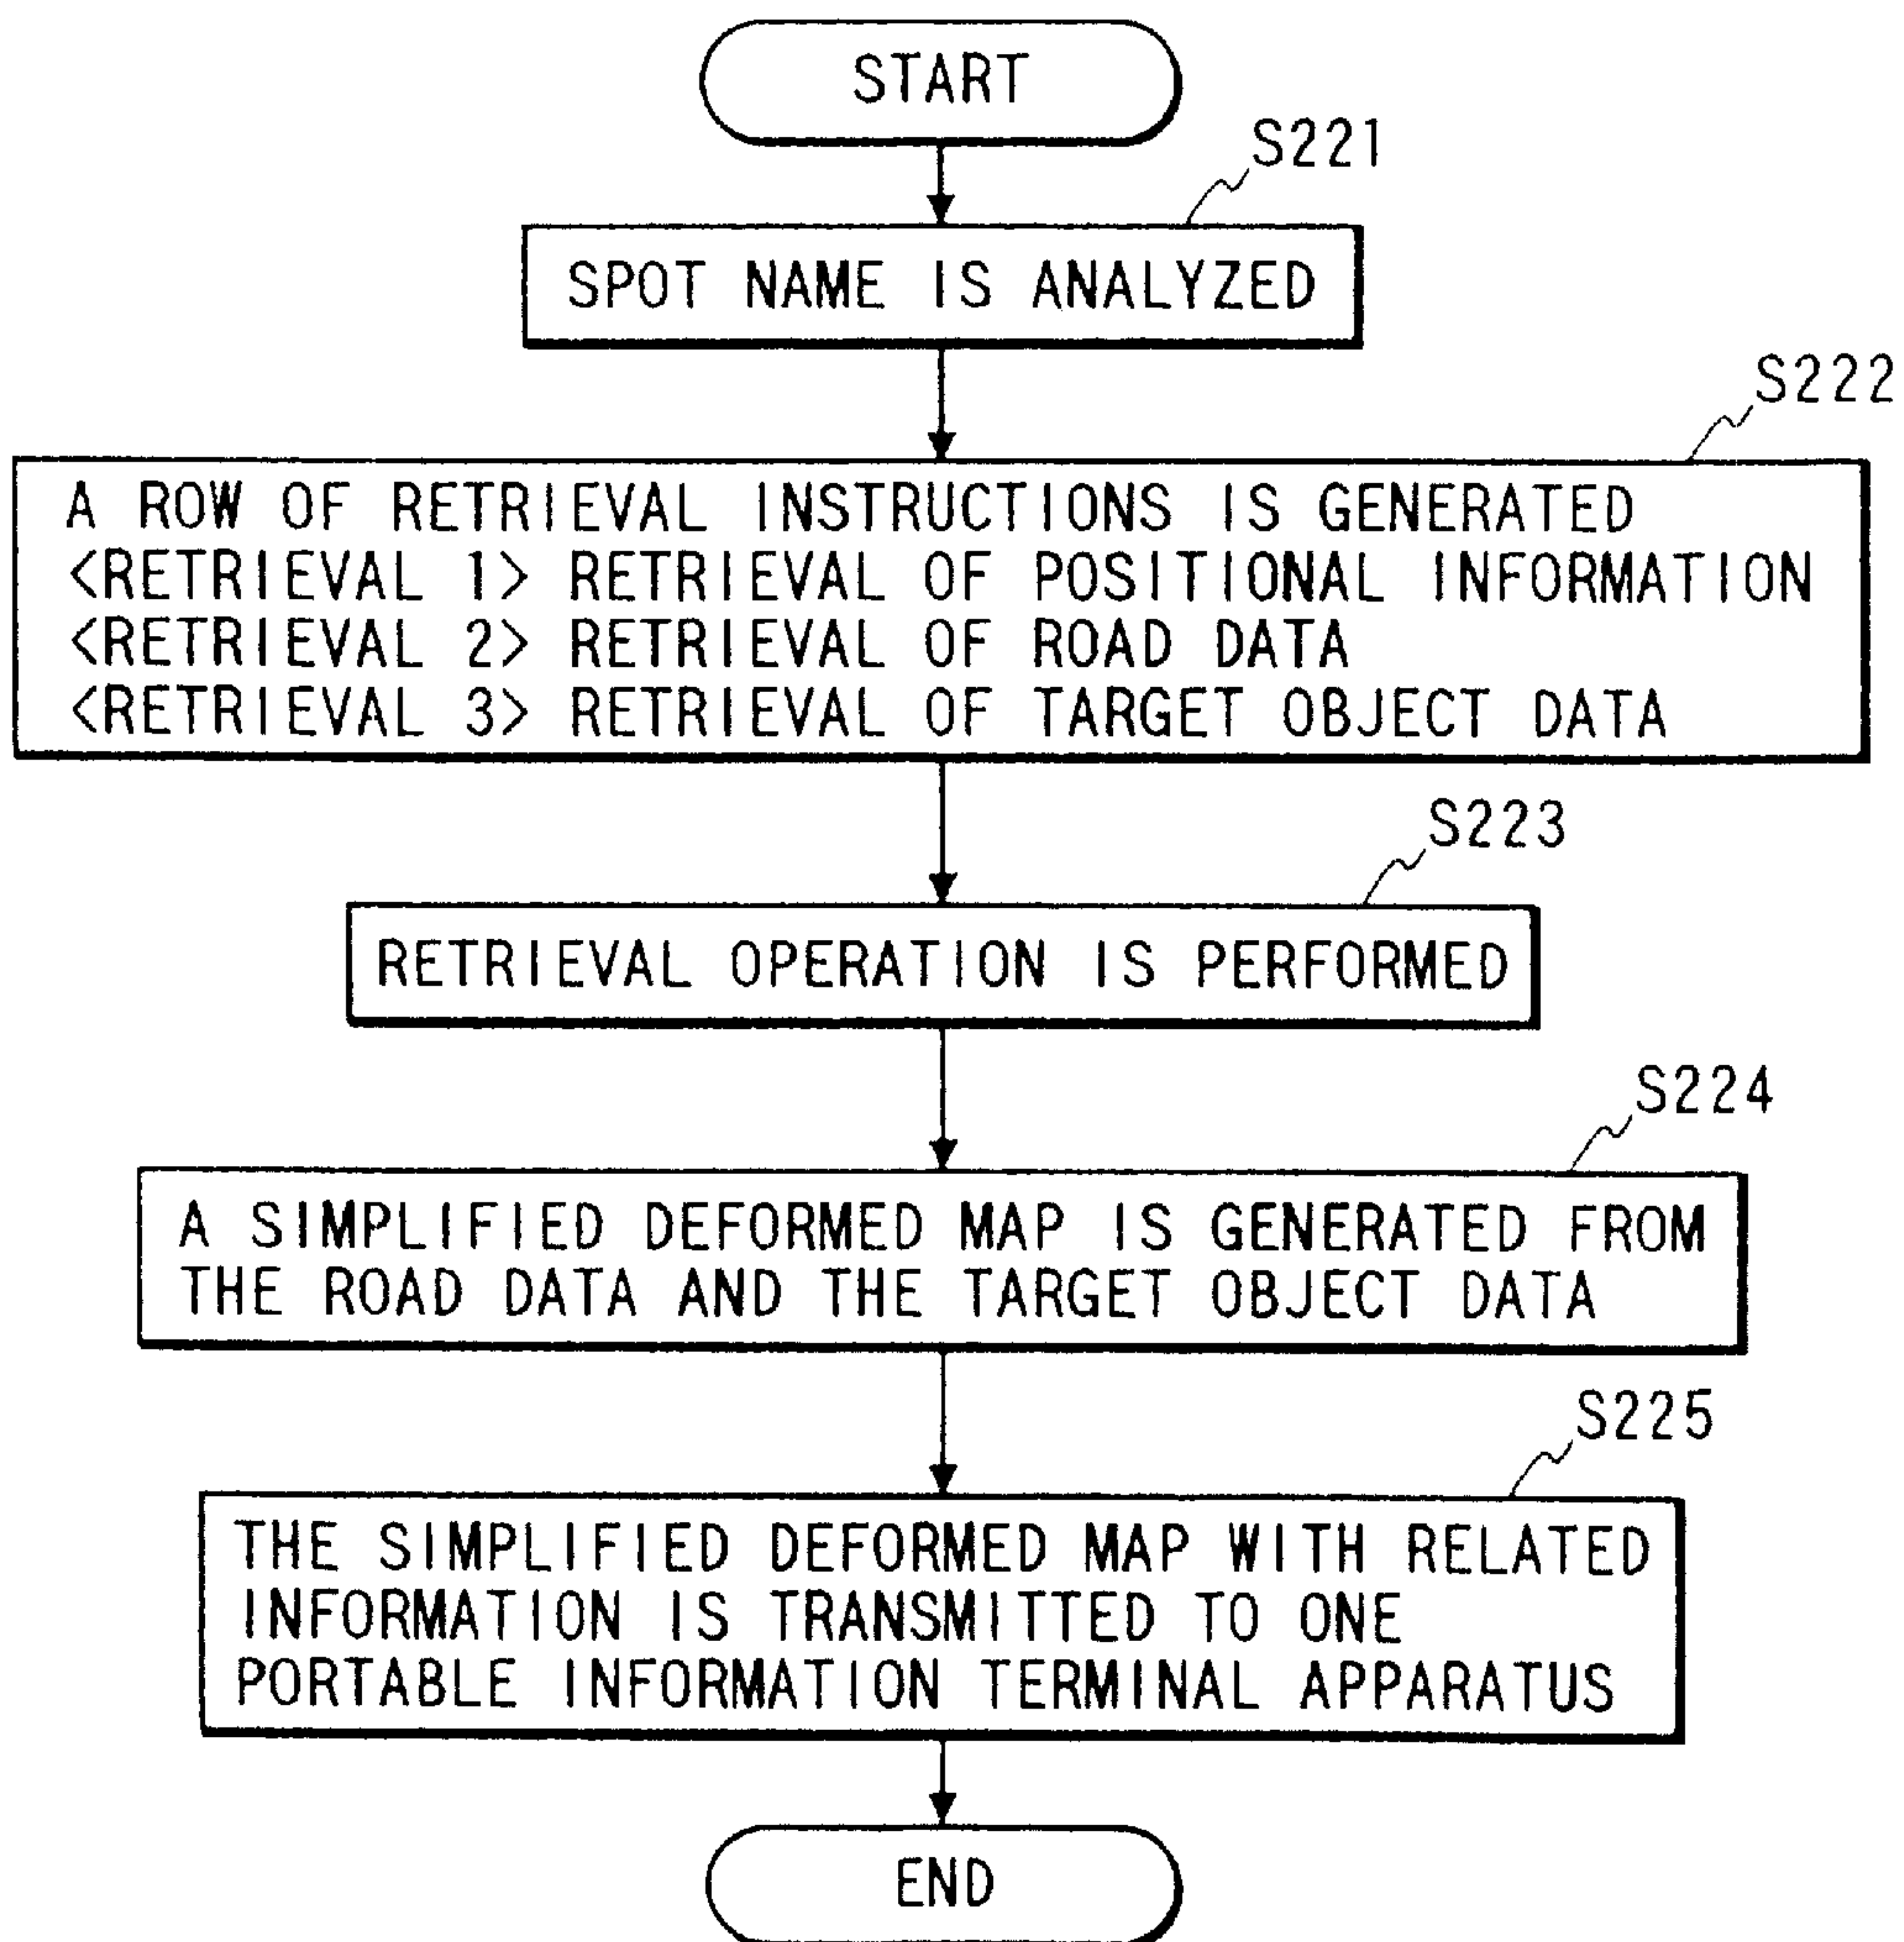 START
S221
SPOT NAME IS ANALYZED
S222
A ROW OF RETRIEVAL INSTRUCTIONS IS GENERATED
<RETRIEVAL 1> RETRIEVAL OF POSITIONAL INFORMATION
<RETRIEVAL 2> RETRIEVAL OF ROAD DATA
<RETRIEVAL 3> RETRIEVAL OF TARGET OBJECT DATA
S223
RETRIEVAL OPERATION IS PERFORMED
S224
A SIMPLIFIED DEFORMED MAP IS GENERATED FROM
THE ROAD DATA AND THE TARGET OBJECT DATA
S225
THE SIMPLIFIED DEFORMED MAP WITH RELATED
INFORMATION IS TRANSMITTED TO ONE
PORTABLE INFORMATION TERMINAL APPARATUS
END